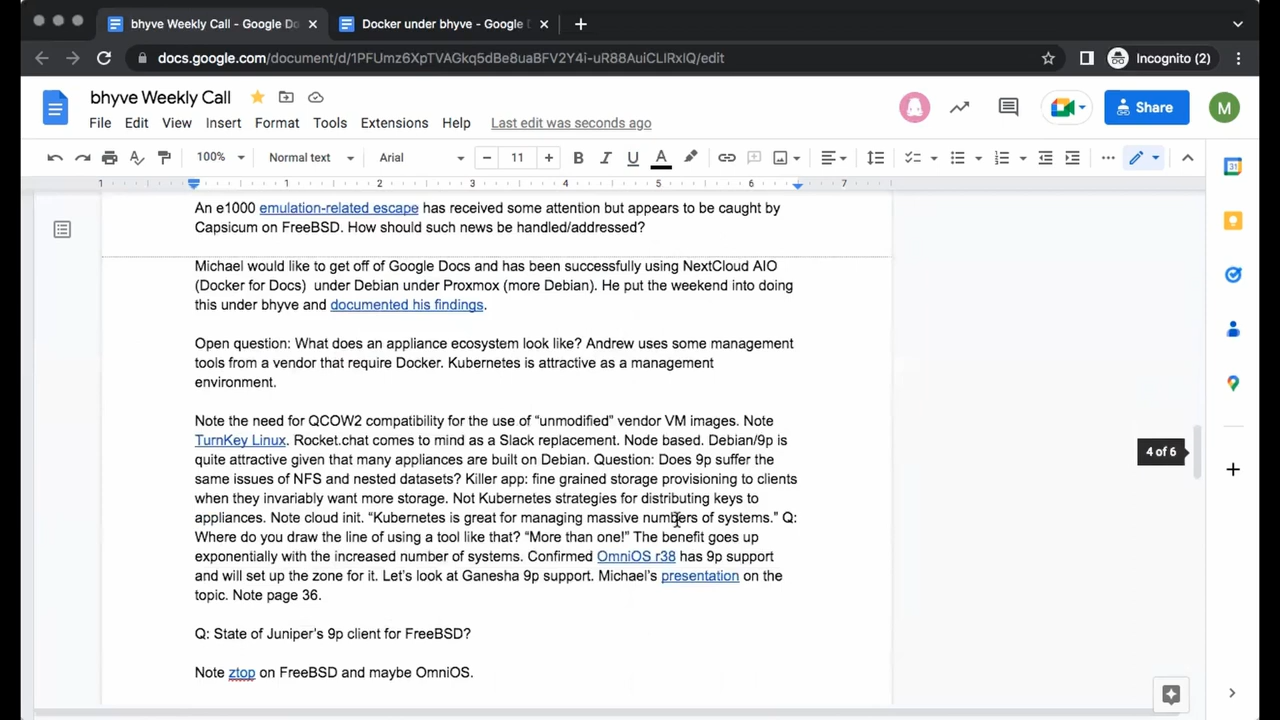 bhyve Weekly Call - Google Do
Docker under bhyve - Google
docs.google.com/document/d/1PFUmz6XpTVAGkq5dBe8uaBFV2Y4i-uR88AuiCLlRxIQ/edit
Incognito (2)
bhyve Weekly Call
File Edit View Insert Format Tools Extensions Help Last edit was seconds ago
Share
M
100% Normal text Arial 11 B I U A
1 1 2 3 4 5 6 7
An e1000 emulation-related escape has received some attention but appears to be caught by
Capsicum on FreeBSD. How should such news be handled/addressed?
Michael would like to get off of Google Docs and has been successfully using NextCloud AIO
(Docker for Docs)  under Debian under Proxmox (more Debian). He put the weekend into doing
this under bhyve and documented his findings.
Open question: What does an appliance ecosystem look like? Andrew uses some management
tools from a vendor that require Docker. Kubernetes is attractive as a management
environment.
Note the need for QCOW2 compatibility for the use of “unmodified” vendor VM images. Note
TurnKey Linux. Rocket.chat comes to mind as a Slack replacement. Node based. Debian/9p is
quite attractive given that many appliances are built on Debian. Question: Does 9p suffer the
same issues of NFS and nested datasets? Killer app: fine grained storage provisioning to clients
when they invariably want more storage. Not Kubernetes strategies for distributing keys to
appliances. Note cloud init. “Kubernetes is great for managing massive numbers of systems.” Q:
Where do you draw the line of using a tool like that? “More than one!” The benefit goes up
exponentially with the increased number of systems. Confirmed OmniOS r38 has 9p support
and will set up the zone for it. Let’s look at Ganesha 9p support. Michael’s presentation on the
topic. Note page 36.
Q: State of Juniper’s 9p client for FreeBSD?
Note ztop on FreeBSD and maybe OmniOS.
4 of 6
31